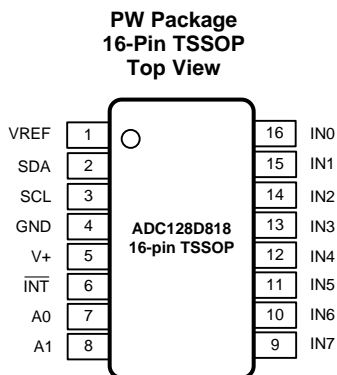 PW Package
16-Pin TSSOP
Top View
VREF 1 16 IN0
SDA 2 15 IN1
SCL 3 14 IN2
GND 4 13 IN3
ADC128D818
16-pin TSSOP
V+ 5 12 IN4
INT 6 11 IN5
A0 7 10 IN6
A1 8 9 IN7